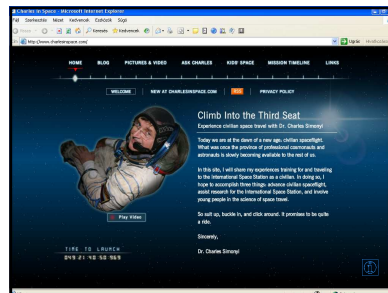 Charles in Space - Microsoft Internet Explorer
Fájl Szerkesztés Nézet Kedvencek Eszközök Súgó
Keresés Kedvencek
http://www.charlesinspace.com/
Ugrás
HOME BLOG PICTURES & VIDEO ASK CHARLES KIDS' SPACE MISSION TIMELINE LINKS
WELCOME NEW AT CHARLESINSPACE.COM RSS PRIVACY POLICY
Climb Into the Third Seat
Experience civilian space travel with Dr. Charles Simonyi
Today we are at the dawn of a new age: civilian spaceflight.
What was once the province of professional cosmonauts and
astronauts is slowly becoming available to the rest of us.
In this site, I will share my experiences training for and traveling
to the International Space Station as a civilian. In doing so, I
hope to accomplish three things: advance civilian spaceflight,
assist research for the International Space Station, and involve
young people in the science of space travel.
So suit up, buckle in, and click around. It promises to be quite
a ride.
Sincerely,
Dr. Charles Simonyi
Play Video
TIME TO LAUNCH
049:21:40:50:969